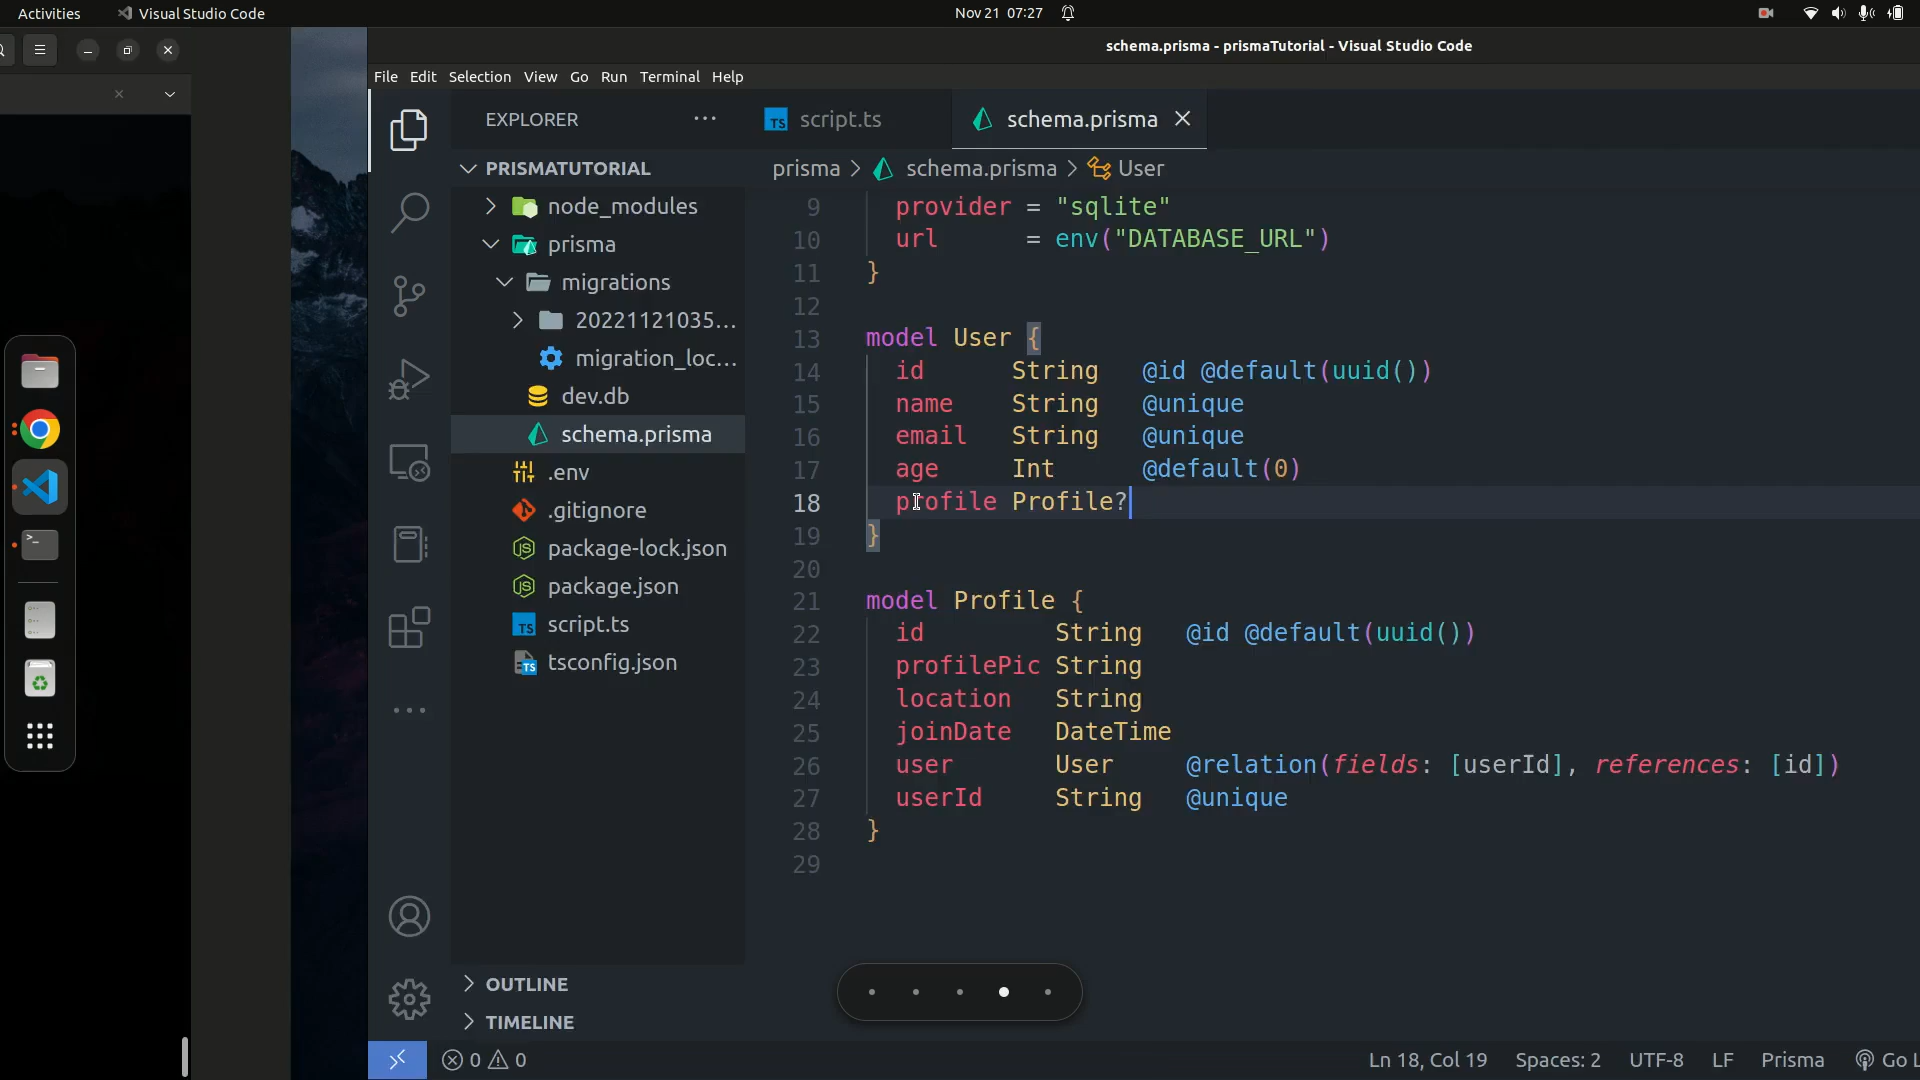 Activities
Visual Studio Code
Nov 21 07:27
schema.prisma - prismaTutorial - Visual Studio Code
File Edit Selection View Go Run Terminal Help
EXPLORER
script.ts
schema.prisma
PRISMATUTORIAL
prisma > schema.prisma > User
node_modules
prisma
migrations
20221121035...
migration_loc...
dev.db
schema.prisma
.env
.gitignore
package-lock.json
package.json
script.ts
tsconfig.json
OUTLINE
TIMELINE
9 provider = "sqlite"
10 url = env("DATABASE_URL")
11 }
12
13 model User {
14 id String @id @default(uuid())
15 name String @unique
16 email String @unique
17 age Int @default(0)
18 profile Profile?
19 }
20
21 model Profile {
22 id String @id @default(uuid())
23 profilePic String
24 location String
25 joinDate DateTime
26 user User @relation(fields: [userId], references: [id])
27 userId String @unique
28 }
29
0 0
Ln 18, Col 19
Spaces: 2
UTF-8
LF
Prisma
Go L